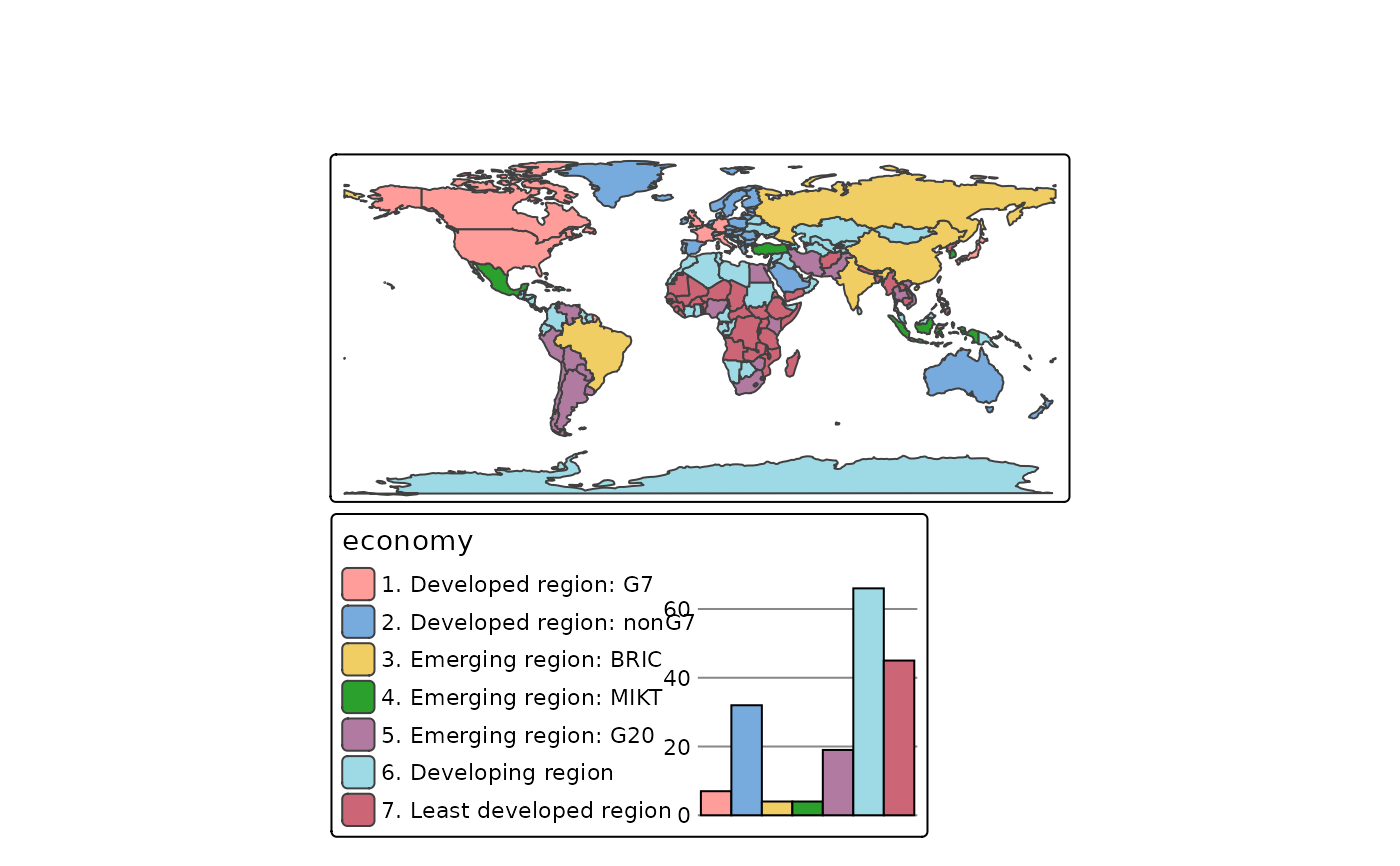 economy
1. Developed region: G7
2. Developed region: nonG7
3. Emerging region: BRIC
4. Emerging region: MIKT
5. Emerging region: G20
6. Developing region
7. Least developed region
60
40
20
0